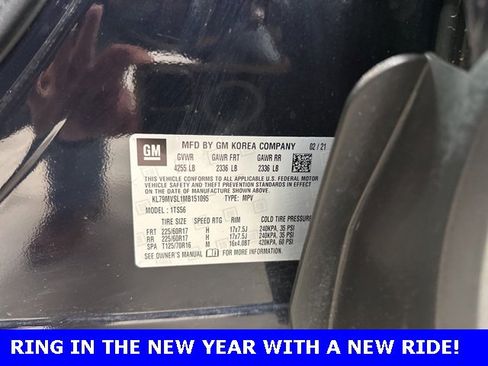 GM
MFD BY GM KOREA COMPANY 02/21
GVWR GAWR FRT GAWR RR
4255 LB 2336 LB 2336 LB
THIS VEHICLE CONFORMS TO ALL APPLICABLE U.S. FEDERAL MOTOR
VEHICLE SAFETY AND THEFT PREVENTION STANDARDS IN EFFECT
ON THE DATE OF MANUFACTURE SHOWN ABOVE.
KL79MVSL1MB151095 TYPE: MPV
MODEL: 1TS56
TIRE SIZE SPEED RTG RIM COLD TIRE PRESSURE
FRT 225/60R17 H 17x7.5J 240KPA, 35 PSI
RR 225/60R17 H 17x7.5J 240KPA, 35 PSI
SPA T125/70R16 M 16x4.0BT 420KPA, 60 PSI
SEE OWNER'S MANUAL FOR MORE INFORMATION.
RING IN THE NEW YEAR WITH A NEW RIDE!